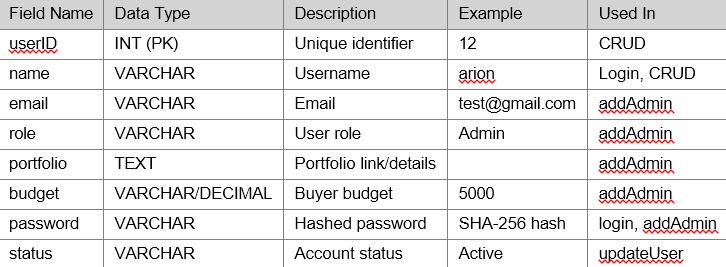 Field Name Data Type Description Example Used In
userID INT (PK) Unique identifier 12 CRUD
name VARCHAR Username arion Login, CRUD
email VARCHAR Email test@gmail.com addAdmin
role VARCHAR User role Admin addAdmin
portfolio TEXT Portfolio link/details addAdmin
budget VARCHAR/DECIMAL Buyer budget 5000 addAdmin
password VARCHAR Hashed password SHA-256 hash login, addAdmin
status VARCHAR Account status Active updateUser